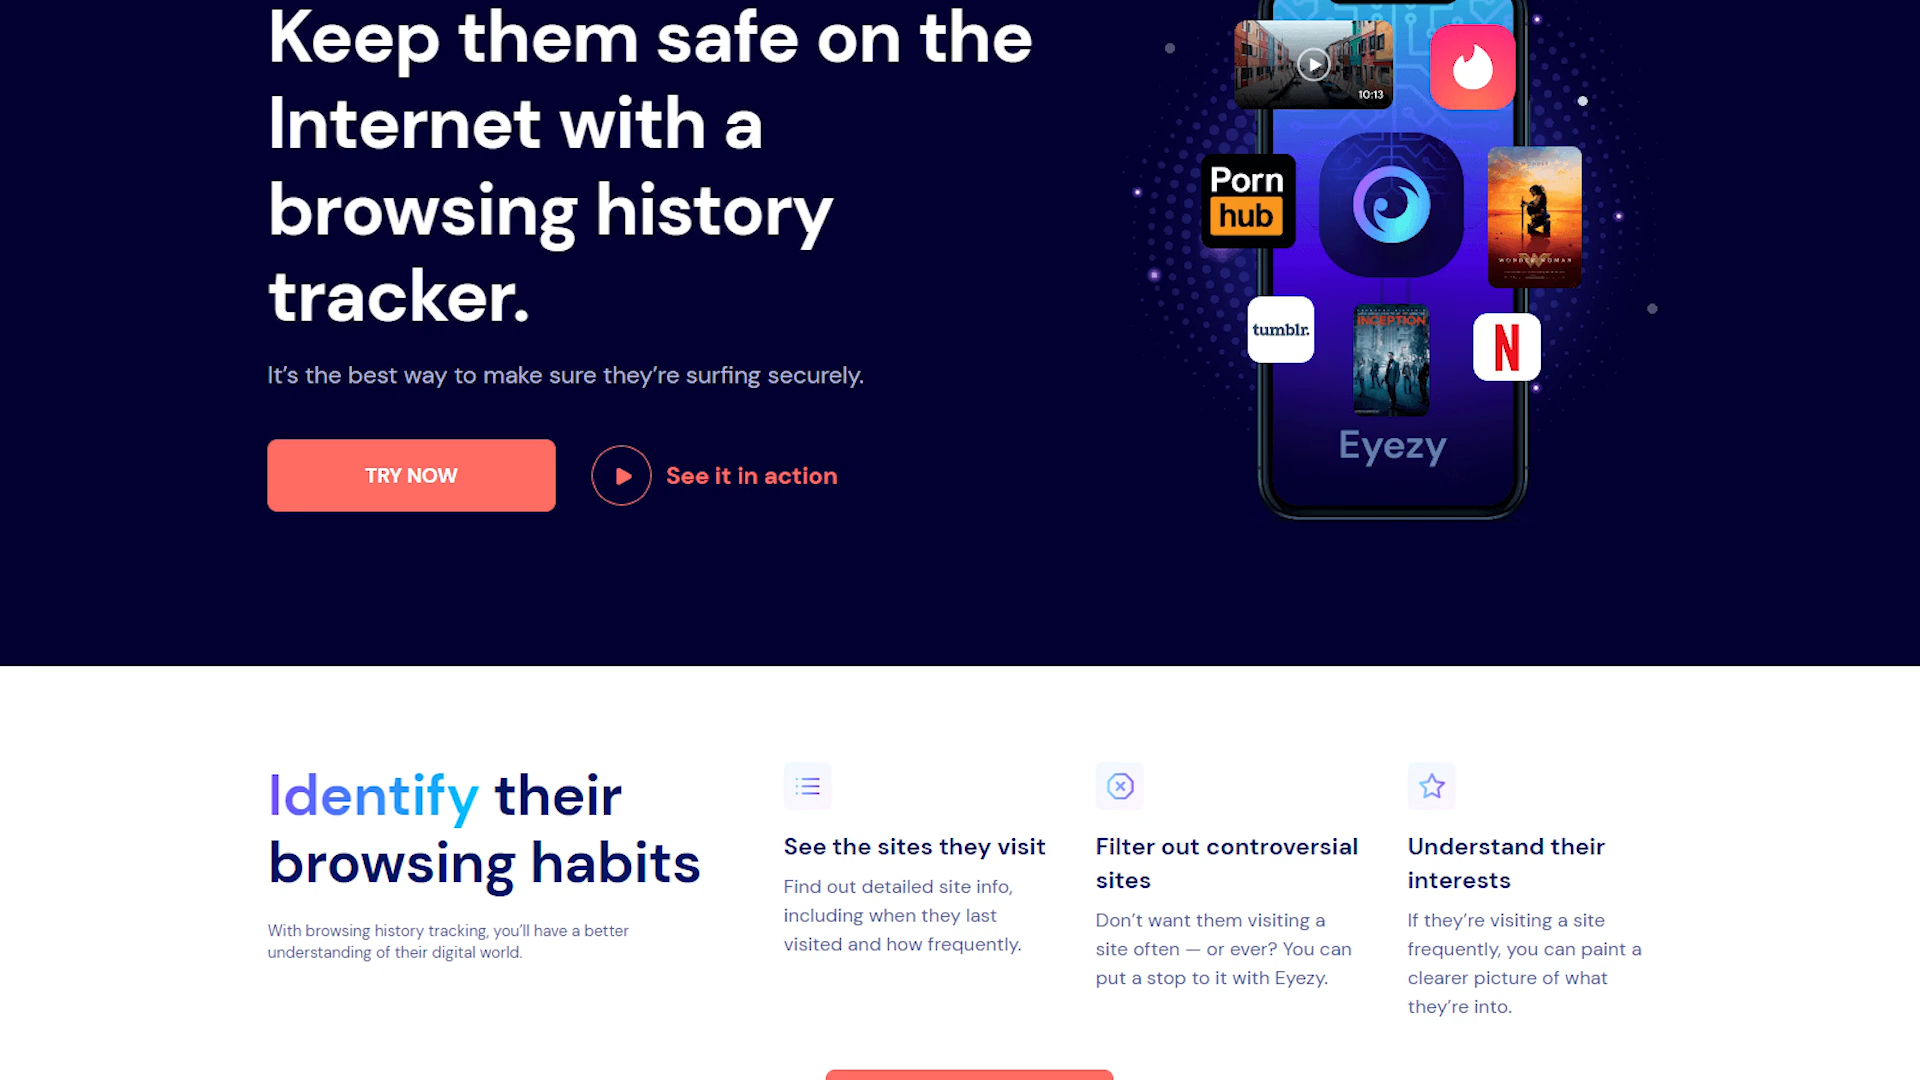 Keep them safe on the
Internet with a
browsing history
tracker.
It’s the best way to make sure they’re surfing securely.
TRY NOW
See it in action
10:13
Porn
hub
WONDER WOMAN
tumblr.
INCEPTION
N
Eyezy
Identify their
browsing habits
With browsing history tracking, you’ll have a better
understanding of their digital world.
See the sites they visit
Find out detailed site info,
including when they last
visited and how frequently.
Filter out controversial
sites
Don’t want them visiting a
site often — or ever? You can
put a stop to it with Eyezy.
Understand their
interests
If they’re visiting a site
frequently, you can paint a
clearer picture of what
they’re into.